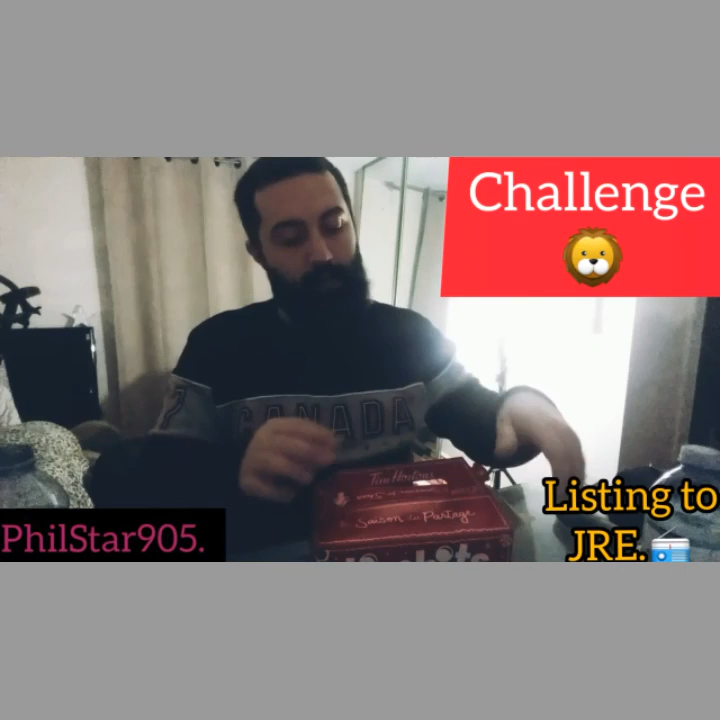 Challenge
CANADA
Tim Hortons
Saison du Partage
Listing to
JRE.
PhilStar905.